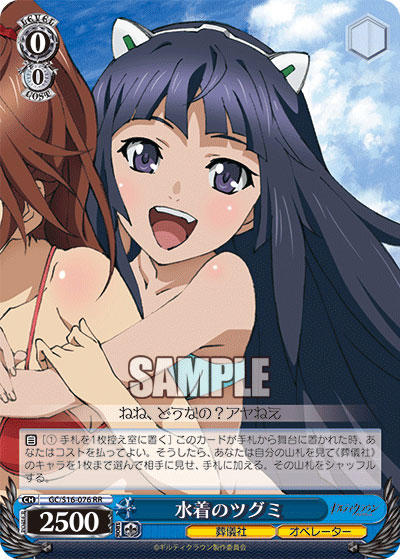 LEVEL
0
0
COST
SAMPLE
ねね、どうなの？アヤねえ
自 [① 手札を1枚控え室に置く] このカードが手札から舞台に置かれた時、あ
なたはコストを払ってよい。そうしたら、あなたは自分の山札を見て《葬儀社》
のキャラを1枚まで選んで相手に見せ、手札に加える。その山札をシャッフル
する。
CH GC/S16-076 RR
2500
水着のツグミ
葬儀社
オペレーター
©ギルティクラウン製作委員会